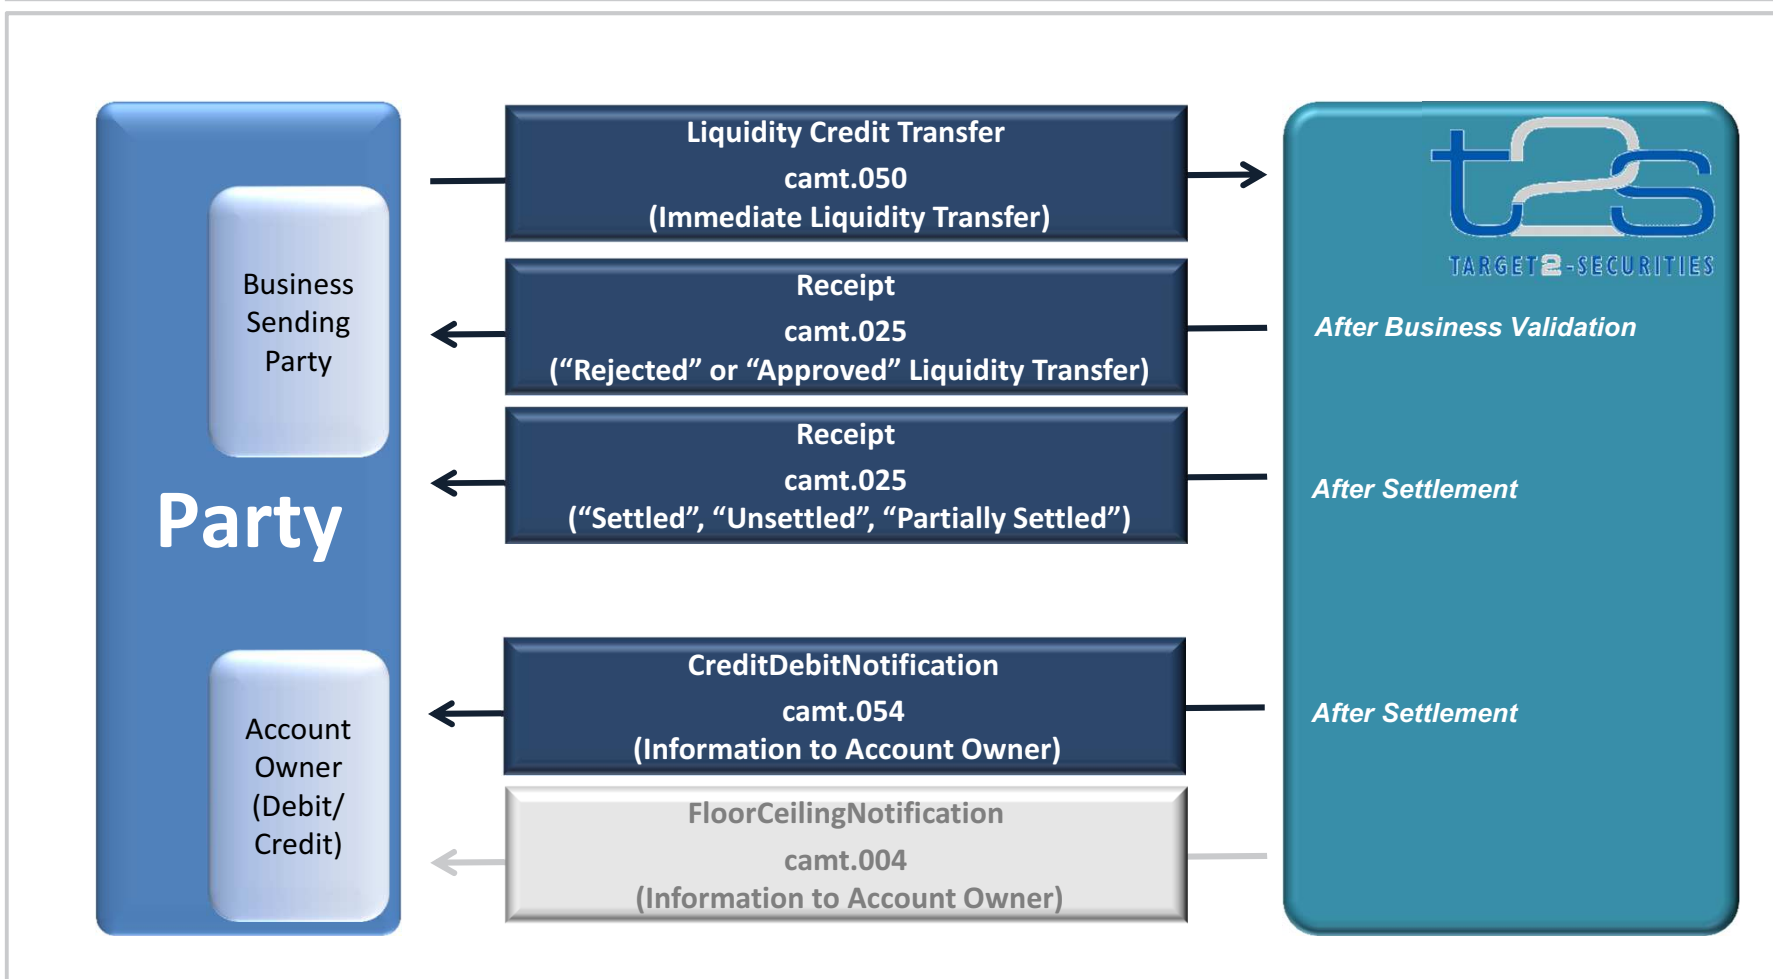 Liquidity Credit Transfer
camt.050
(Immediate Liquidity Transfer)
t2s
TARGET2-SECURITIES
Business
Sending
Party
Receipt
camt.025
(“Rejected” or “Approved” Liquidity Transfer)
After Business Validation
Receipt
camt.025
(“Settled”, “Unsettled”, “Partially Settled”)
After Settlement
Party
CreditDebitNotification
camt.054
(Information to Account Owner)
After Settlement
Account
Owner
(Debit/
Credit)
FloorCeilingNotification
camt.004
(Information to Account Owner)